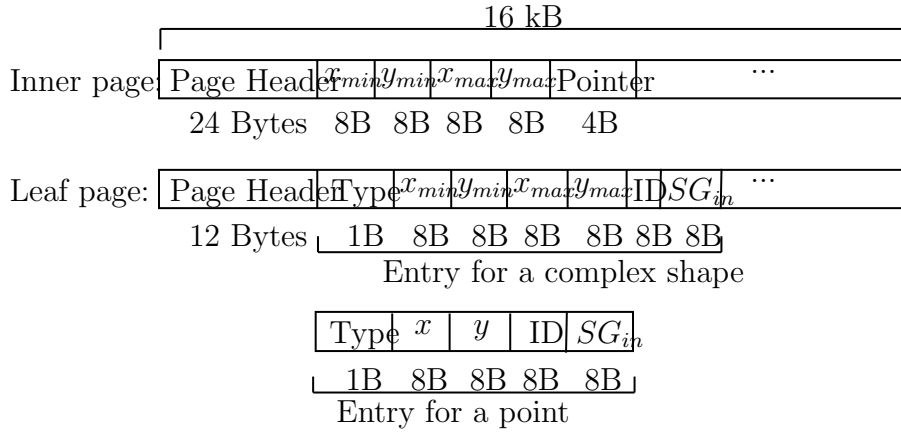 16 kB
Inner page: Page Header x_min y_min x_max y_max Pointer ...
24 Bytes 8B 8B 8B 8B 4B
Leaf page: Page Header Type x_min y_min x_max y_max ID SG_in ...
12 Bytes 1B 8B 8B 8B 8B 8B 8B
Entry for a complex shape
Type x y ID SG_in
1B 8B 8B 8B 8B
Entry for a point